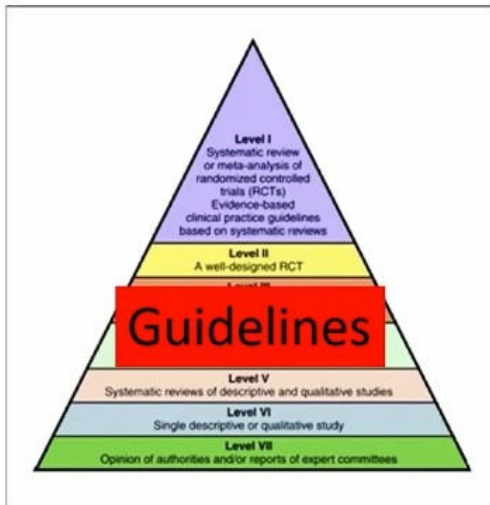 Level I
Systematic review
or meta-analysis of
randomized controlled
trials (RCTs)
Evidence-based
clinical practice guidelines
based on systematic reviews
Level II
A well-designed RCT
Guidelines
Level V
Systematic reviews of descriptive and qualitative studies
Level VI
Single descriptive or qualitative study
Level VII
Opinion of authorities and/or reports of expert committees